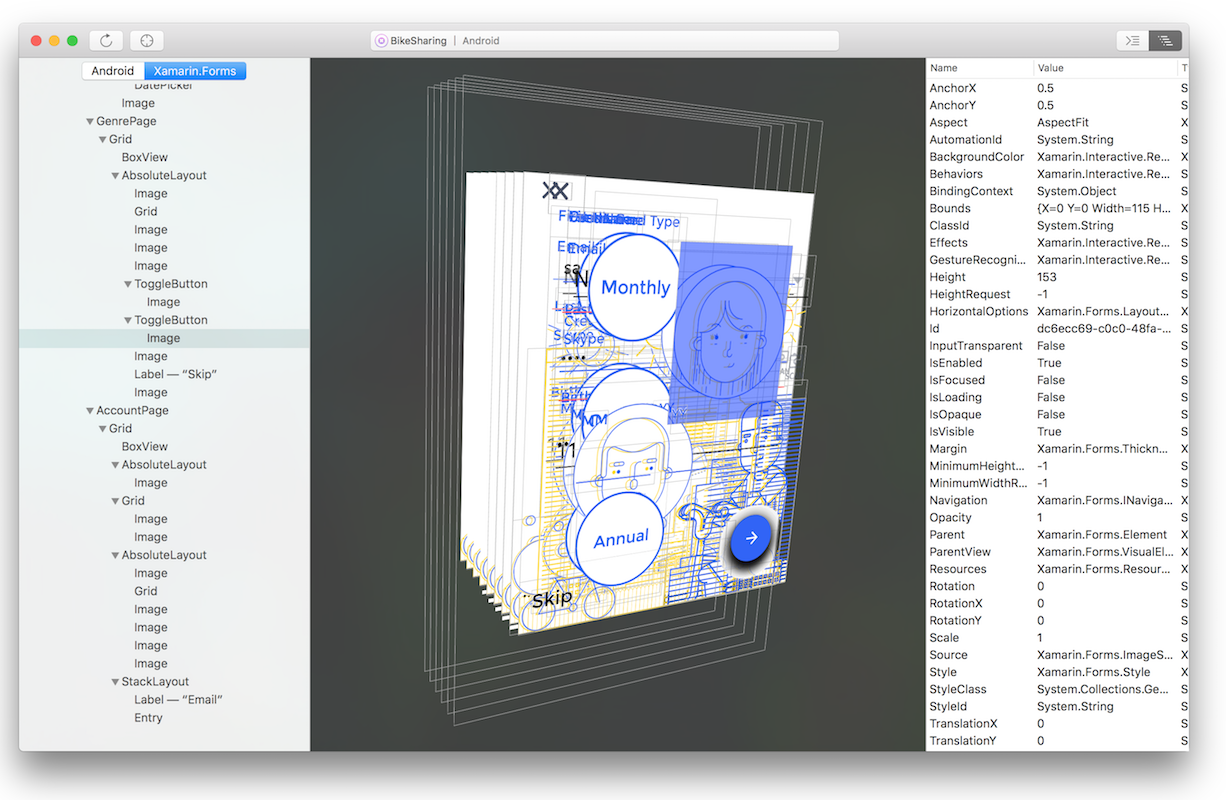 BikeSharing | Android
Android
Xamarin.Forms
DatePicker
Image
GenrePage
Grid
BoxView
AbsoluteLayout
Image
Grid
Image
Image
Image
ToggleButton
Image
ToggleButton
Image
Image
Label — “Skip”
Image
AccountPage
Grid
BoxView
AbsoluteLayout
Image
Grid
Image
Image
AbsoluteLayout
Image
Grid
Image
Image
Image
Image
StackLayout
Label — “Email”
Entry
Type
Email
Monthly
Skype
Annual
Skip
Name Value T
AnchorX 0.5 S
AnchorY 0.5 S
Aspect AspectFit X
AutomationId System.String S
BackgroundColor Xamarin.Interactive.Re... X
Behaviors Xamarin.Interactive.Re... S
BindingContext System.Object S
Bounds {X=0 Y=0 Width=115 H... X
ClassId System.String S
Effects Xamarin.Interactive.Re... S
GestureRecogni... Xamarin.Interactive.Re... S
Height 153 S
HeightRequest -1 S
HorizontalOptions Xamarin.Forms.Layout... X
Id dc6ecc69-c0c0-48fa-... S
InputTransparent False S
IsEnabled True S
IsFocused False S
IsLoading False S
IsOpaque False S
IsVisible True S
Margin Xamarin.Forms.Thickn... X
MinimumHeight... -1 S
MinimumWidthR... -1 S
Navigation Xamarin.Forms.INaviga... X
Opacity 1 S
Parent Xamarin.Forms.Element X
ParentView Xamarin.Forms.VisualEl... X
Resources Xamarin.Forms.Resour... X
Rotation 0 S
RotationX 0 S
RotationY 0 S
Scale 1 S
Source Xamarin.Forms.ImageS... X
Style Xamarin.Forms.Style X
StyleClass System.Collections.Ge... S
StyleId System.String S
TranslationX 0 S
TranslationY 0 S